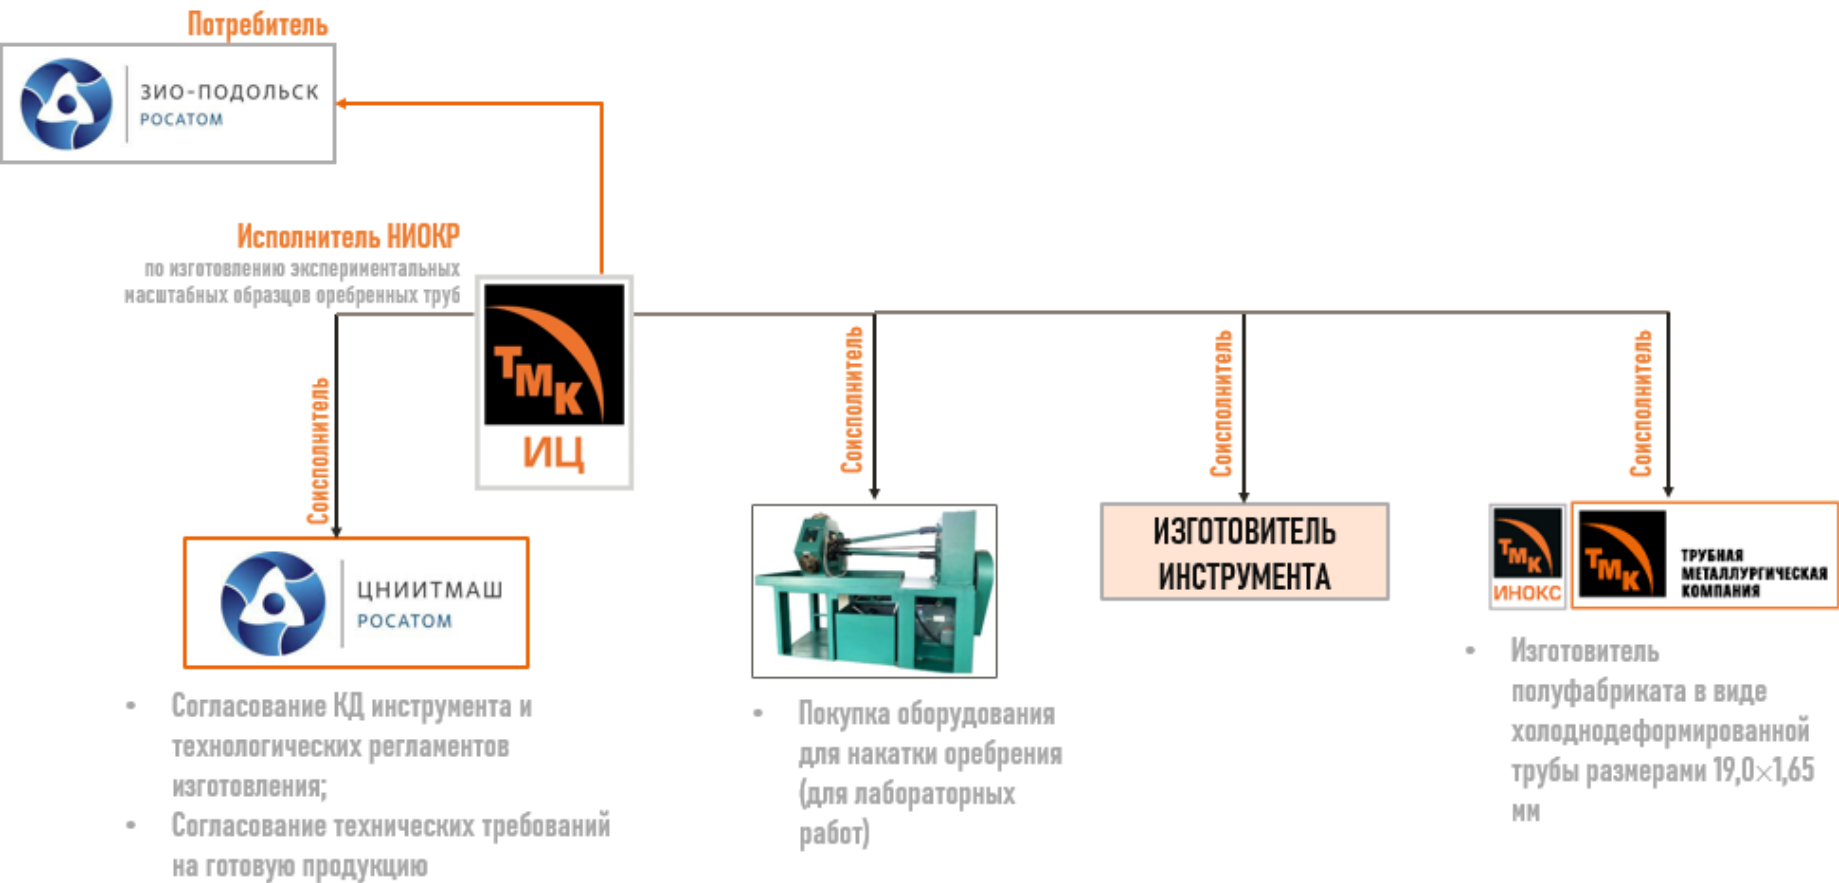 Потребитель
ЗИО-ПОДОЛЬСК
РОСАТОМ
Исполнитель НИОКР
по изготовлению экспериментальных
масштабных образцов оребренных труб
ТМК
ИЦ
Соисполнитель
Соисполнитель
Соисполнитель
Соисполнитель
ЦНИИТМАШ
РОСАТОМ
• Согласование КД инструмента и
технологических регламентов
изготовления;
• Согласование технических требований
на готовую продукцию
• Покупка оборудования
для накатки оребрения
(для лабораторных
работ)
ИЗГОТОВИТЕЛЬ
ИНСТРУМЕНТА
ТМК
ИНОКС
ТМК
ТРУБНАЯ
МЕТАЛЛУРГИЧЕСКАЯ
КОМПАНИЯ
• Изготовитель
полуфабриката в виде
холоднодеформированной
трубы размерами 19,0×1,65
мм